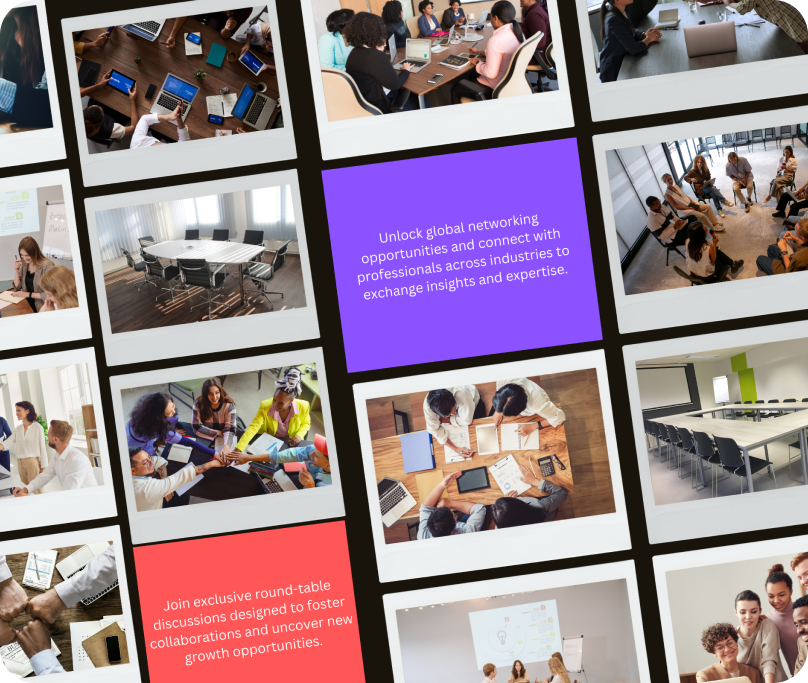 Unlock global networking
opportunities and connect with
professionals across industries to
exchange insights and expertise.
Join exclusive round-table
discussions designed to foster
collaborations and uncover new
growth opportunities.